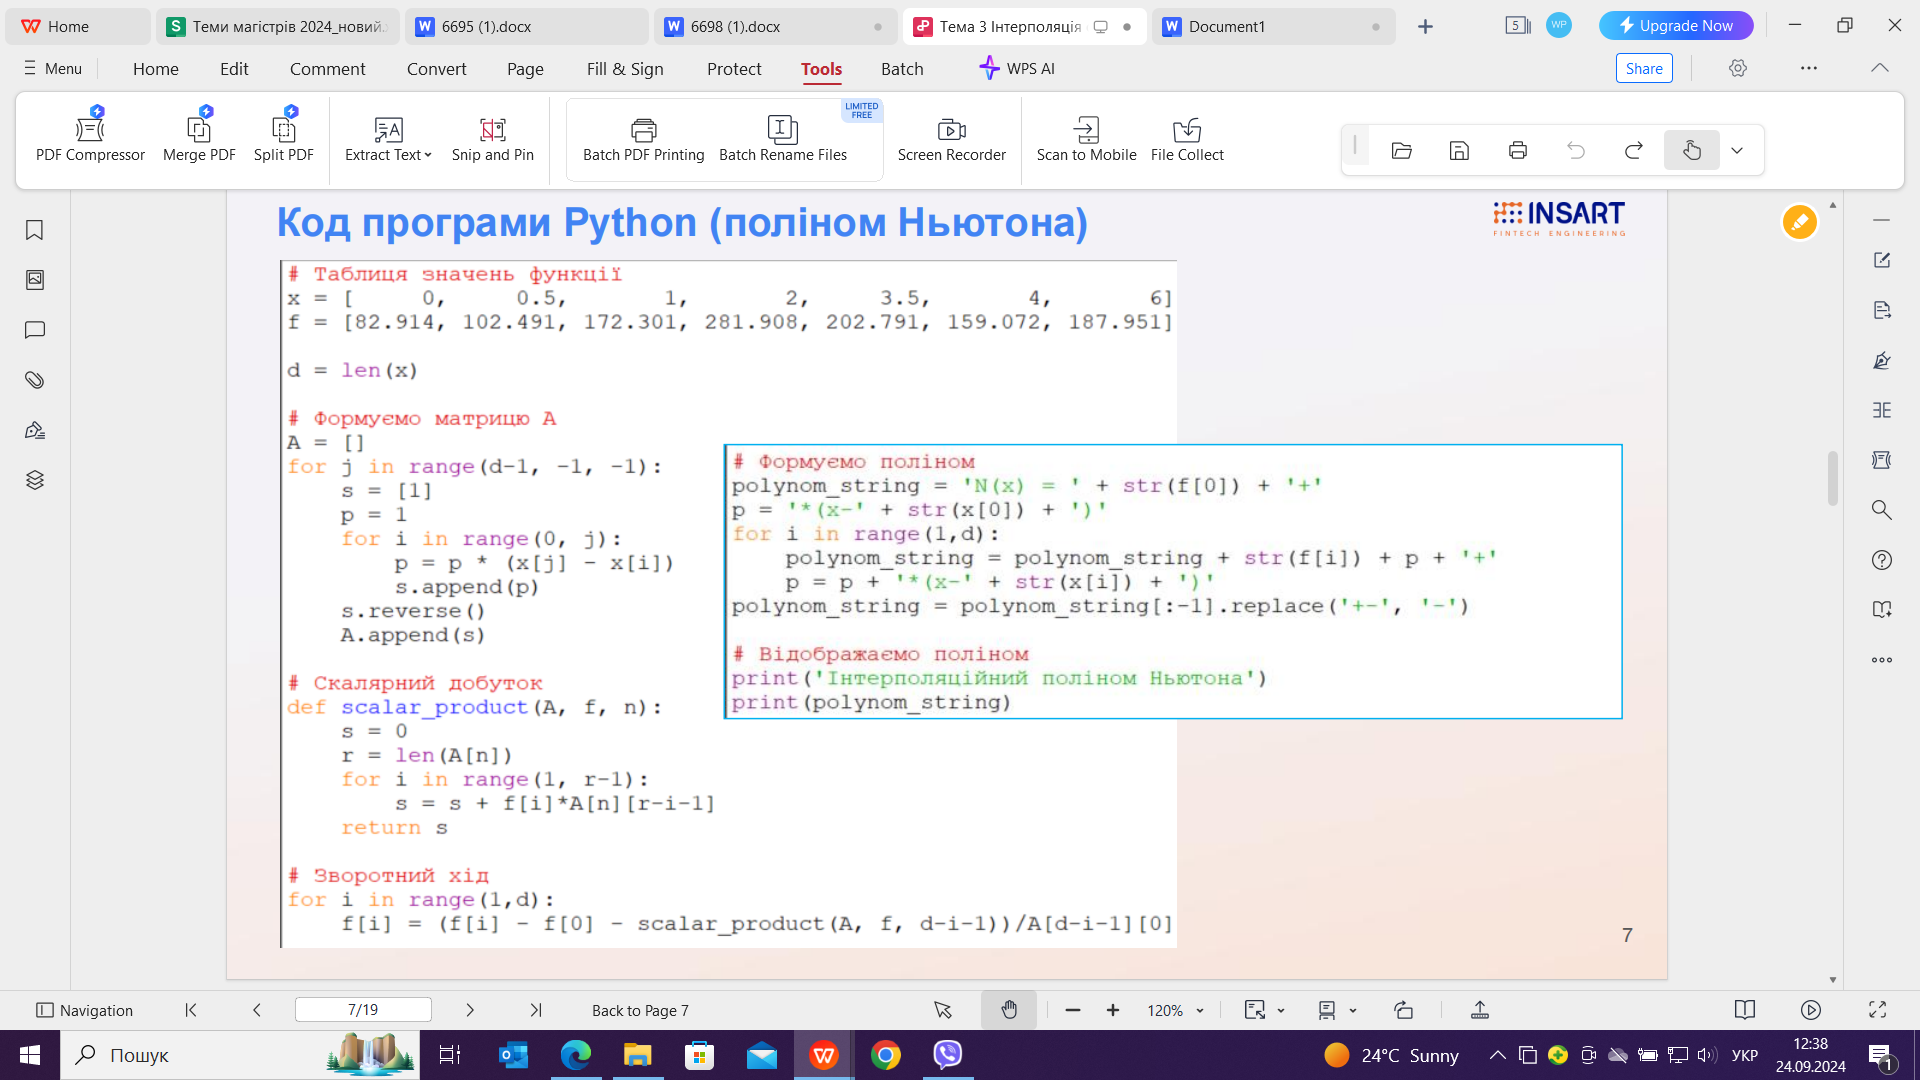 Home
Теми магістрів 2024_новий.
6695 (1).docx
6698 (1).docx
Тема 3 Інтерполяція
Document1
5
WP
Upgrade Now
Menu
Home
Edit
Comment
Convert
Page
Fill & Sign
Protect
Tools
Batch
WPS AI
Share
PDF Compressor
Merge PDF
Split PDF
Extract Text
Snip and Pin
Batch PDF Printing
Batch Rename Files
LIMITED
FREE
Screen Recorder
Scan to Mobile
File Collect
Код програми Python (поліном Ньютона)
INSART
FINTECH ENGINEERING
# Таблиця значень функції
x = [     0,     0.5,       1,       2,     3.5,       4,       6]
f = [82.914, 102.491, 172.301, 281.908, 202.791, 159.072, 187.951]
d = len(x)
# Формуємо матрицю А
A = []
for j in range(d-1, -1, -1):
    s = [1]
    p = 1
    for i in range(0, j):
        p = p * (x[j] - x[i])
        s.append(p)
    s.reverse()
    A.append(s)
# Скалярний добуток
def scalar_product(A, f, n):
    s = 0
    r = len(A[n])
    for i in range(1, r-1):
        s = s + f[i]*A[n][r-i-1]
    return s
# Зворотний хід
for i in range(1,d):
    f[i] = (f[i] - f[0] - scalar_product(A, f, d-i-1))/A[d-i-1][0]
# Формуємо поліном
polynom_string = 'N(x) = ' + str(f[0]) + '+'
p = '*(x-' + str(x[0]) + ')'
for i in range(1,d):
    polynom_string = polynom_string + str(f[i]) + p + '+'
    p = p + '*(x-' + str(x[i]) + ')'
polynom_string = polynom_string[:-1].replace('+-', '-')
# Відображаємо поліном
print('Інтерполяційний поліном Ньютона')
print(polynom_string)
7
Navigation
7/19
Back to Page 7
120%
Пошук
24°C Sunny
УКР
12:38
24.09.2024
1